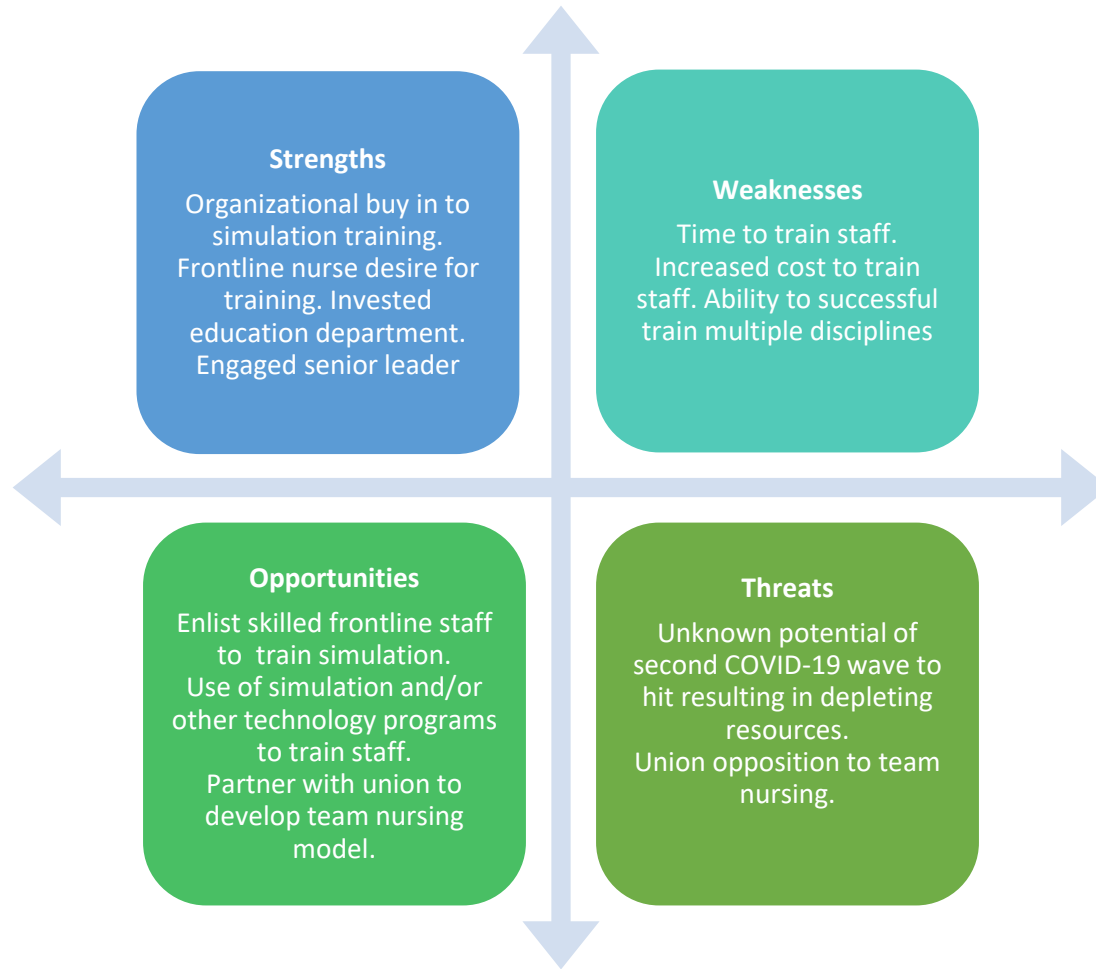 Strengths
Organizational buy in to
simulation training.
Frontline nurse desire for
training. Invested
education department.
Engaged senior leader
Weaknesses
Time to train staff.
Increased cost to train
staff. Ability to successful
train multiple disciplines
Opportunities
Enlist skilled frontline staff
to  train simulation.
Use of simulation and/or
other technology programs
to train staff.
Partner with union to
develop team nursing
model.
Threats
Unknown potential of
second COVID-19 wave to
hit resulting in depleting
resources.
Union opposition to team
nursing.